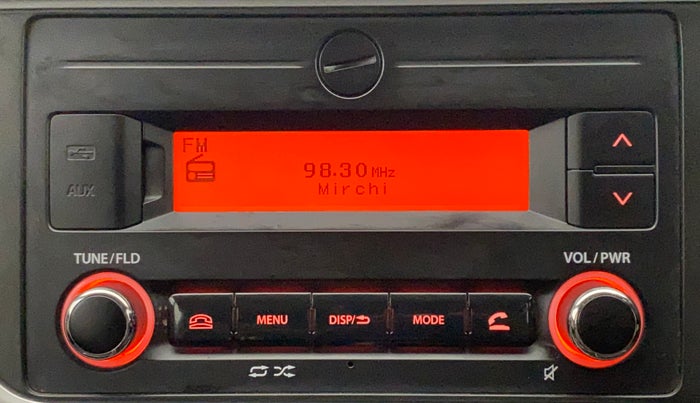 FM
98.30 MHz
Mirchi
AUX
TUNE/FLD
VOL/PWR
MENU
DISP/
MODE